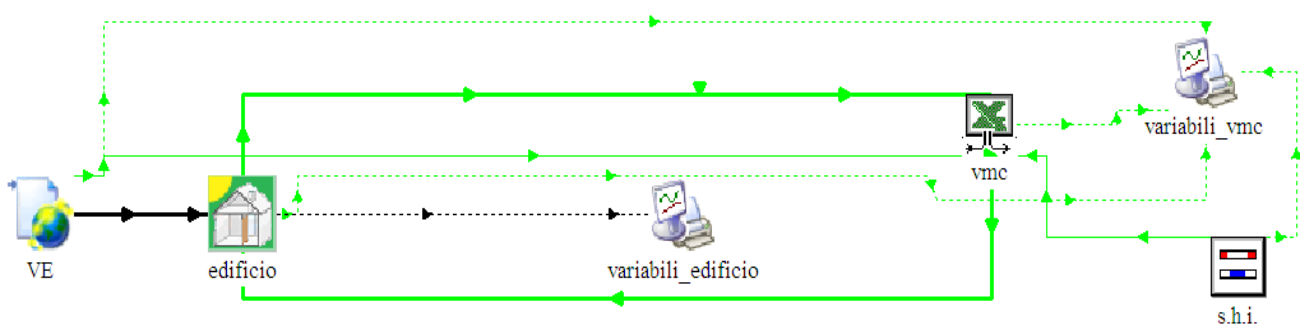 variabili_vmc
vmc
VE
edificio
variabili_edificio
s.h.i.